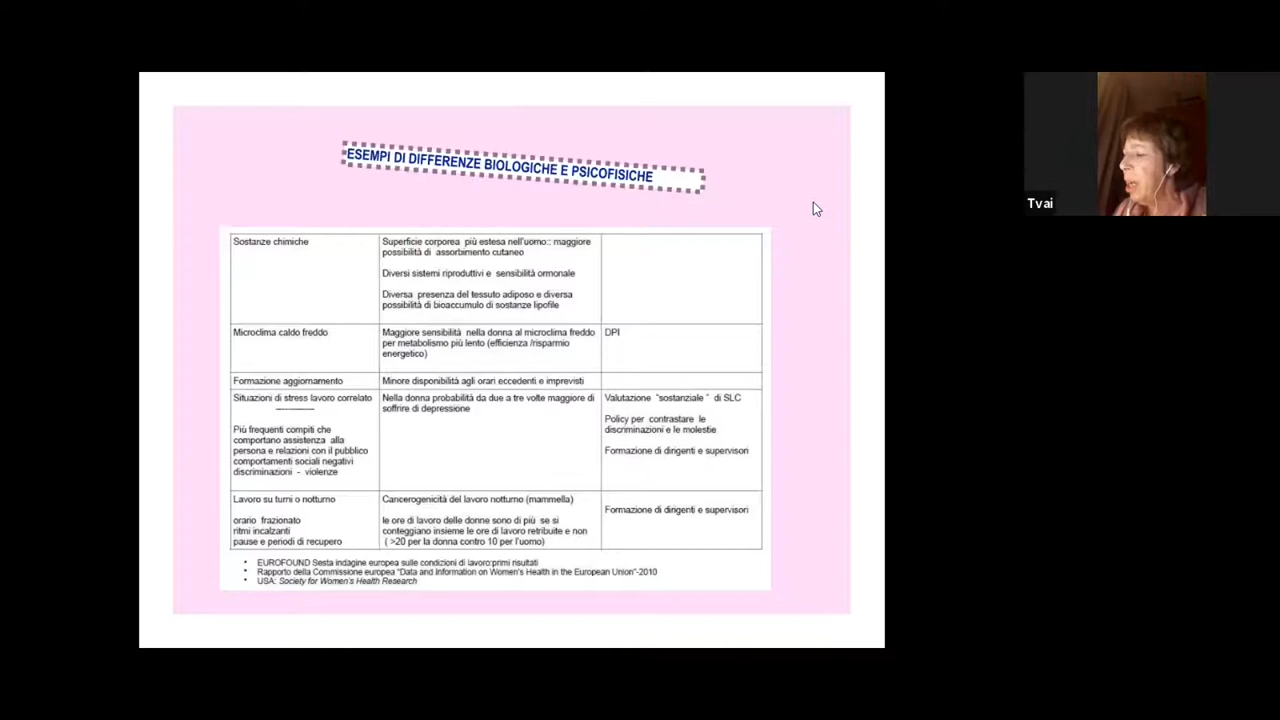 ESEMPI DI DIFFERENZE BIOLOGICHE E PSICOFISICHE
Sostanze chimiche
Superficie corporea più estesa nell'uomo:: maggiore
possibilità di assorbimento cutaneo
Diversi sistemi riproduttivi e sensibilità ormonale
Diversa presenza del tessuto adiposo e diversa
possibilità di bioaccumulo di sostanze lipofile
Microclima caldo freddo
Maggiore sensibilità nella donna al microclima freddo
per metabolismo più lento (efficienza /risparmio
energetico)
DPI
Formazione aggiornamento
Minore disponibilità agli orari eccedenti e imprevisti
Situazioni di stress lavoro correlato
Più frequenti compiti che
comportano assistenza alla
persona e relazioni con il pubblico
comportamenti sociali negativi
discriminazioni - violenze
Nella donna probabilità da due a tre volte maggiore di
soffrire di depressione
Valutazione "sostanziale " di SLC
Policy per contrastare le
discriminazioni e le molestie
Formazione di dirigenti e supervisori
Lavoro su turni o notturno
orario frazionato
ritmi incalzanti
pause e periodi di recupero
Cancerogenicità del lavoro notturno (mammella)
le ore di lavoro delle donne sono di più se si
conteggiano insieme le ore di lavoro retribuite e non
( >20 per la donna contro 10 per l'uomo)
Formazione di dirigenti e supervisori
• EUROFOUND Sesta indagine europea sulle condizioni di lavoro:primi risultati
• Rapporto della Commissione europea "Data and Information on Women's Health in the European Union"-2010
• USA: Society for Women's Health Research
Tvai